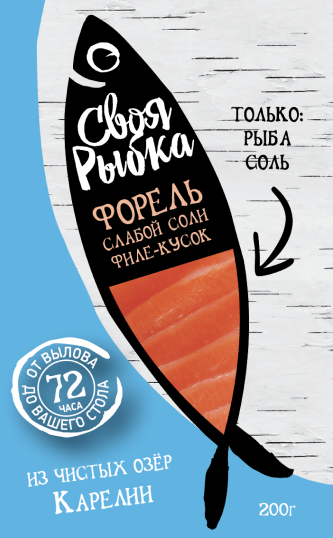 Своя
Рыбка
ФОРЕЛЬ
СЛАБОЙ СОЛИ
ФИЛЕ-КУСОК
ТОЛЬКО:
РЫБА
СОЛЬ
ОТ ВЫЛОВА
72
ЧАСА
ДО ВАШЕГО СТОЛА
ИЗ ЧИСТЫХ ОЗЁР
КАРЕЛИИ
200г